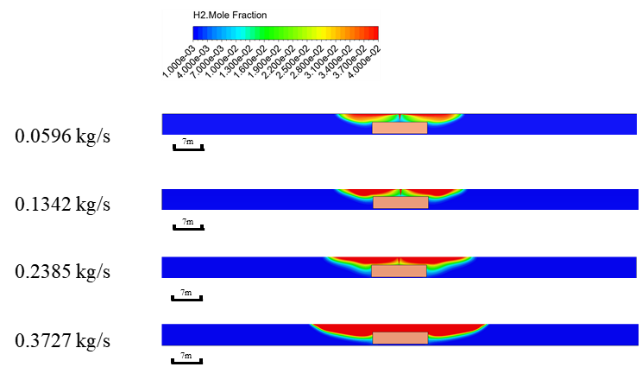 H2.Mole Fraction
1.000e-03
4.000e-03
7.000e-03
1.000e-02
1.300e-02
1.600e-02
1.900e-02
2.200e-02
2.500e-02
2.800e-02
3.100e-02
3.400e-02
3.700e-02
4.000e-02
0.0596 kg/s
7m
0.1342 kg/s
7m
0.2385 kg/s
7m
0.3727 kg/s
7m